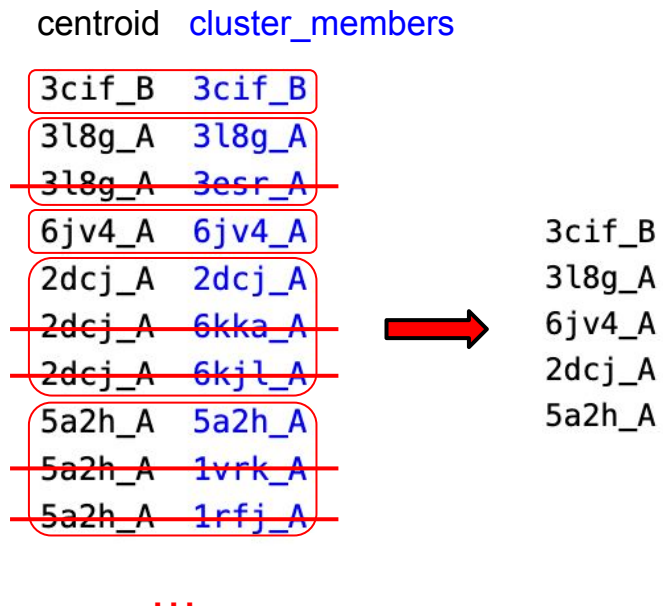 centroid cluster_members
3cif_B 3cif_B
3l8g_A 3l8g_A
3l8g_A 3esr_A
6jv4_A 6jv4_A
2dcj_A 2dcj_A
2dcj_A 6kka_A
2dcj_A 6kjl_A
5a2h_A 5a2h_A
5a2h_A 1vrk_A
5a2h_A 1rfj_A
...
3cif_B
3l8g_A
6jv4_A
2dcj_A
5a2h_A